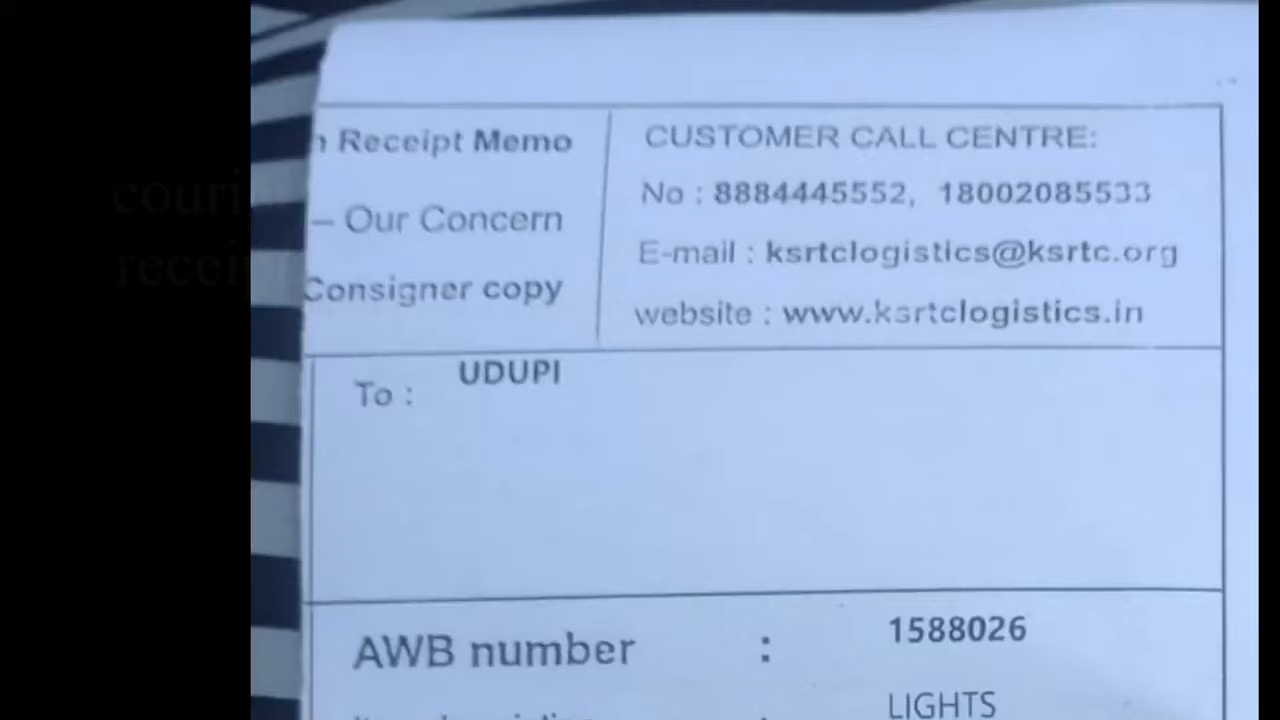 Receipt Memo
– Our Concern
Consigner copy
CUSTOMER CALL CENTRE:
No : 8884445552, 18002085533
E-mail : ksrtclogistics@ksrtc.org
website : www.ksrtclogistics.in
To : UDUPI
AWB number : 1588026
LIGHTS